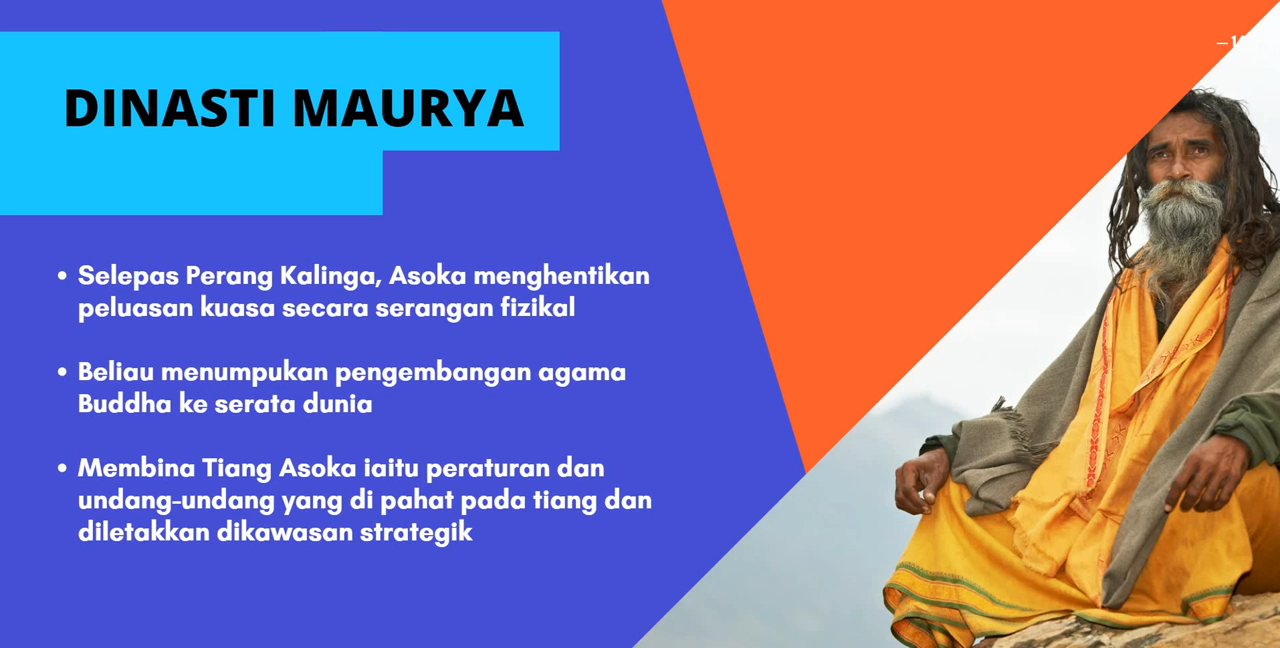 DINASTI MAURYA
• Selepas Perang Kalinga, Asoka menghentikan
peluasan kuasa secara serangan fizikal
• Beliau menumpukan pengembangan agama
Buddha ke serata dunia
• Membina Tiang Asoka iaitu peraturan dan
undang-undang yang di pahat pada tiang dan
diletakkan dikawasan strategik